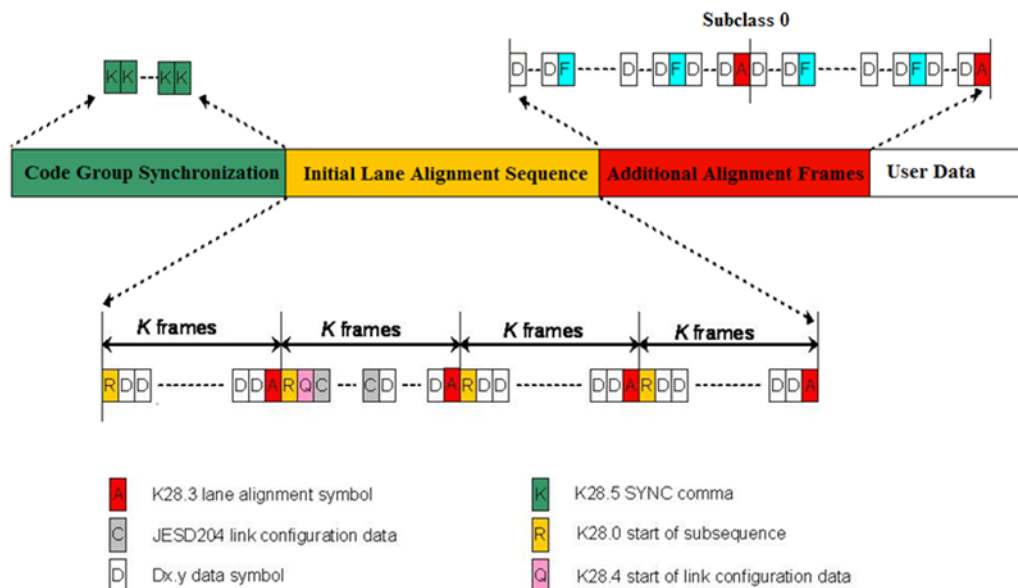 Subclass 0
K K K K
D D F D D F D D A D D F D D F D D A
Code Group Synchronization Initial Lane Alignment Sequence Additional Alignment Frames User Data
K frames K frames K frames K frames
R D D D D A R Q C C D D A R D D D D A R D D D D A
A K28.3 lane alignment symbol K K28.5 SYNC comma
C JESD204 link configuration data R K28.0 start of subsequence
D Dx.y data symbol Q K28.4 start of link configuration data